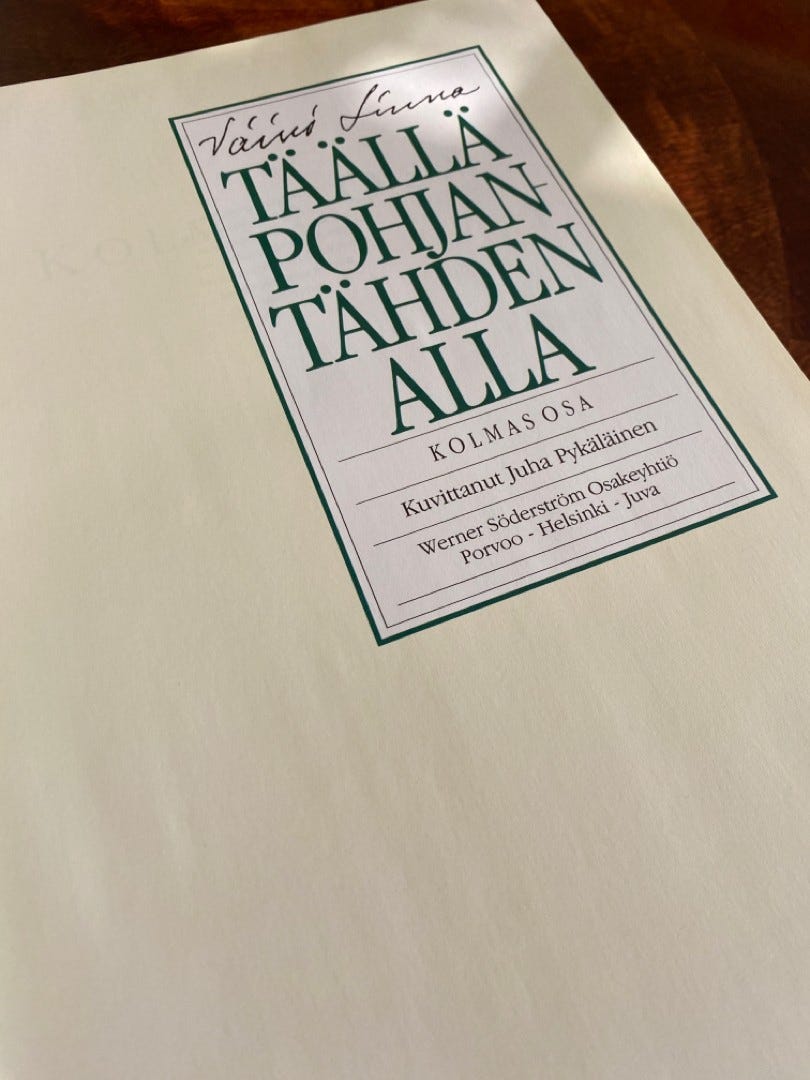 Väinö Linna
TÄÄLLÄ
POHJAN-
TÄHDEN
ALLA
KOLMAS OSA
Kuvittanut Juha Pykäläinen
Werner Söderström Osakeyhtiö
Porvoo - Helsinki - Juva